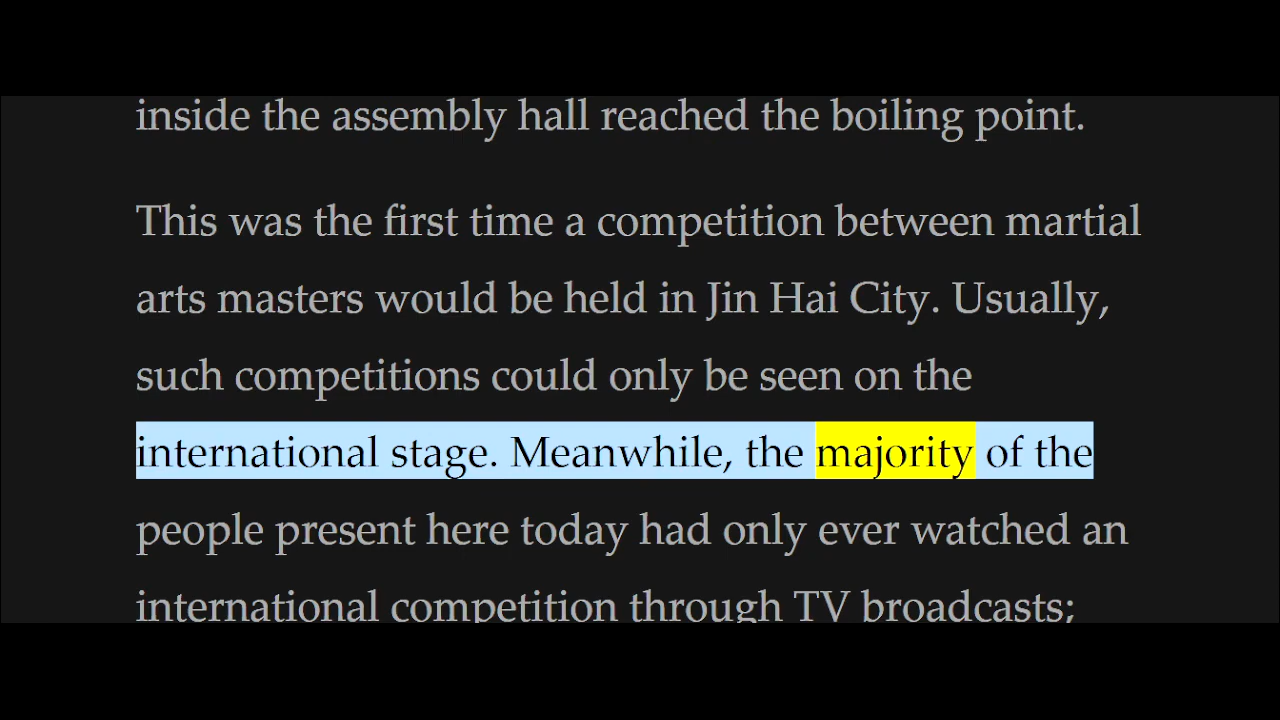 inside the assembly hall reached the boiling point.
This was the first time a competition between martial
arts masters would be held in Jin Hai City. Usually,
such competitions could only be seen on the
international stage. Meanwhile, the majority of the
people present here today had only ever watched an
international competition through TV broadcasts;